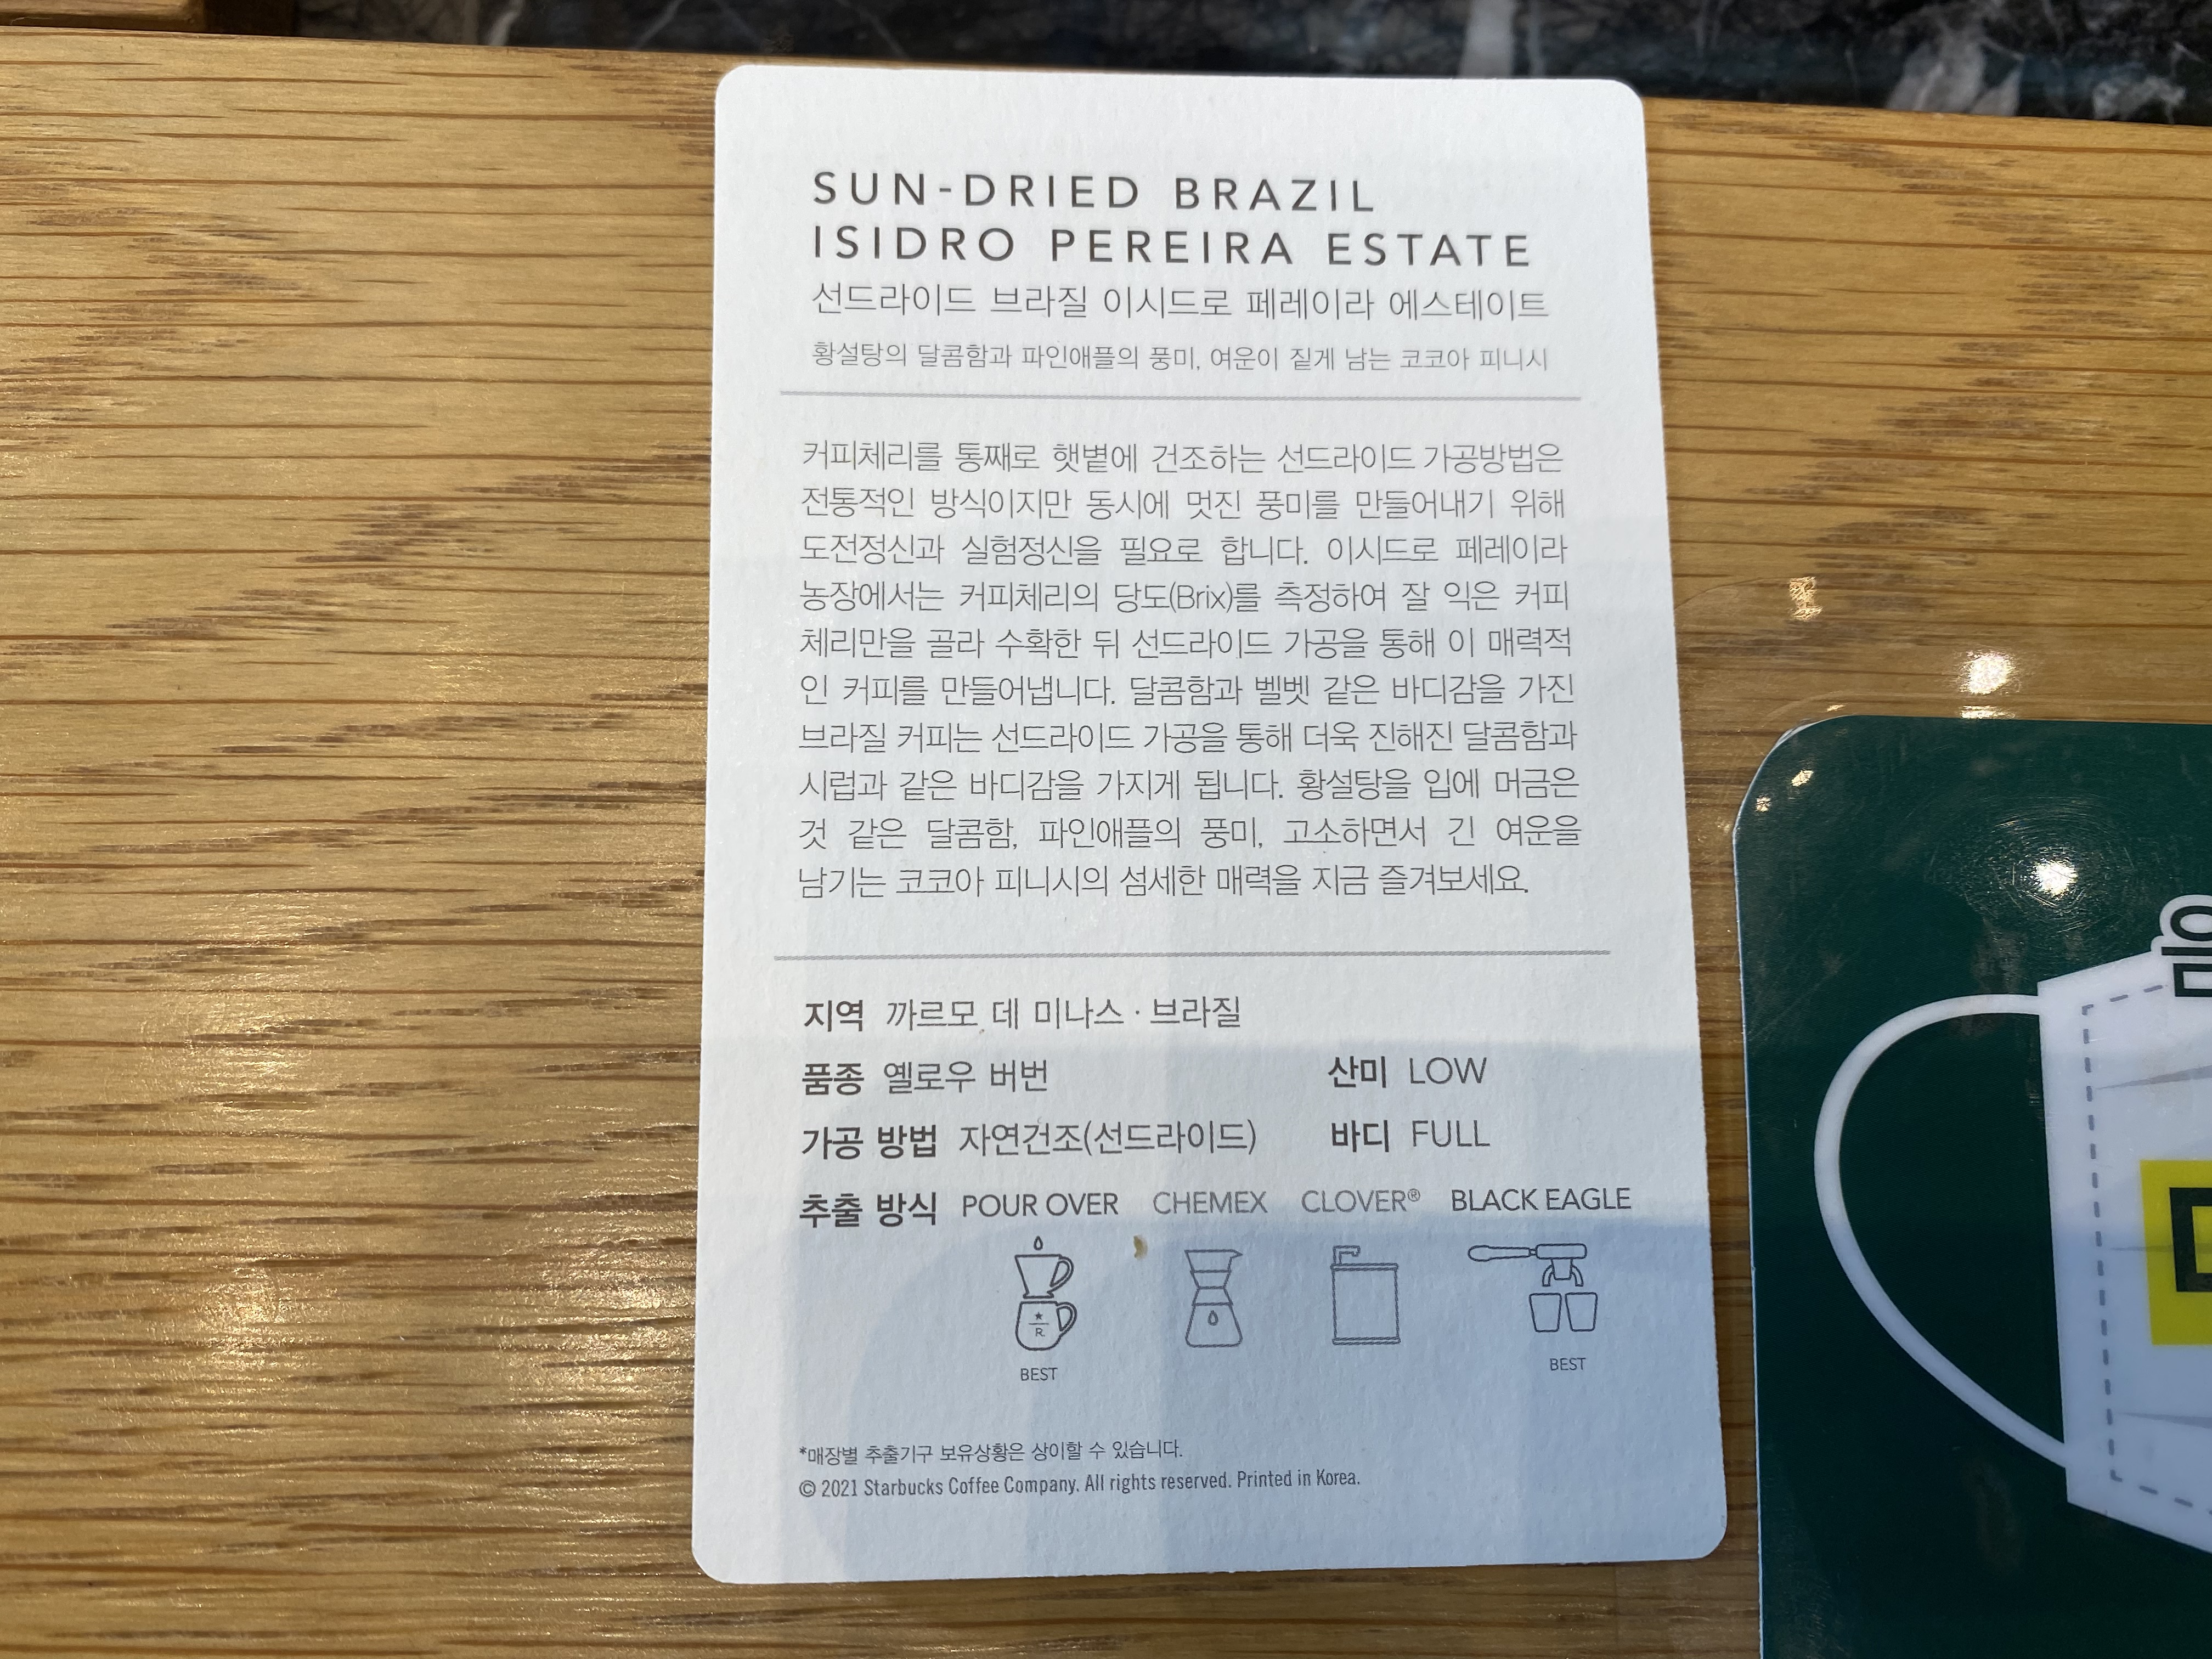 SUN-DRIED BRAZIL
ISIDRO PEREIRA ESTATE
선드라이드 브라질 이시드로 페레이라 에스테이트
황설탕의 달콤함과 파인애플의 풍미, 여운이 짙게 남는 코코아 피니시
커피체리를 통째로 햇볕에 건조하는 선드라이드 가공방법은
전통적인 방식이지만 동시에 멋진 풍미를 만들어내기 위해
도전정신과 실험정신을 필요로 합니다. 이시드로 페레이라
농장에서는 커피체리의 당도(Brix)를 측정하여 잘 익은 커피
체리만을 골라 수확한 뒤 선드라이드 가공을 통해 이 매력적
인 커피를 만들어냅니다. 달콤함과 벨벳 같은 바디감을 가진
브라질 커피는 선드라이드 가공을 통해 더욱 진해진 달콤함과
시럽과 같은 바디감을 가지게 됩니다. 황설탕을 입에 머금은
것 같은 달콤함, 파인애플의 풍미, 고소하면서 긴 여운을
남기는 코코아 피니시의 섬세한 매력을 지금 즐겨보세요.
지역 까르모 데 미나스 · 브라질
품종 옐로우 버번 산미 LOW
가공 방법 자연건조(선드라이드) 바디 FULL
추출 방식 POUR OVER CHEMEX CLOVER® BLACK EAGLE
R
BEST BEST
*매장별 추출기구 보유상황은 상이할 수 있습니다.
© 2021 Starbucks Coffee Company. All rights reserved. Printed in Korea.